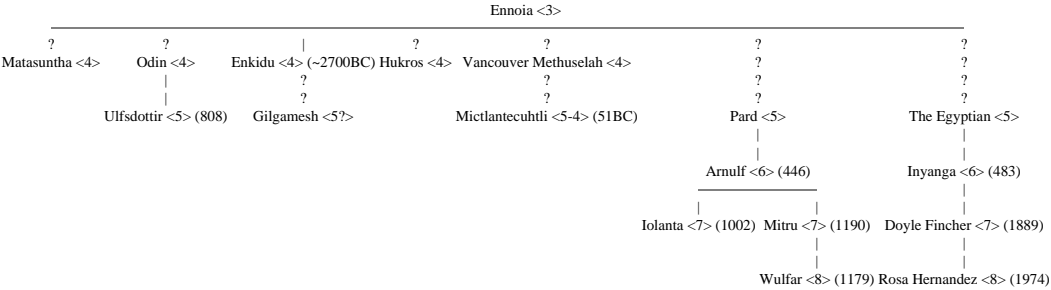 Ennoia <3>
? ? | ? ? ? ?
Matasuntha <4> Odin <4> Enkidu <4> (~2700BC) Hukros <4> Vancouver Methuselah <4> ? ?
| ? ? ? ?
| ? ? ? ?
Ulfsdottir <5> (808) Gilgamesh <5?> Mictlantecuhtli <5-4> (51BC) Pard <5> The Egyptian <5>
Arnulf <6> (446) Inyanga <6> (483)
Iolanta <7> (1002) Mitru <7> (1190) Doyle Fincher <7> (1889)
Wulfar <8> (1179) Rosa Hernandez <8> (1974)